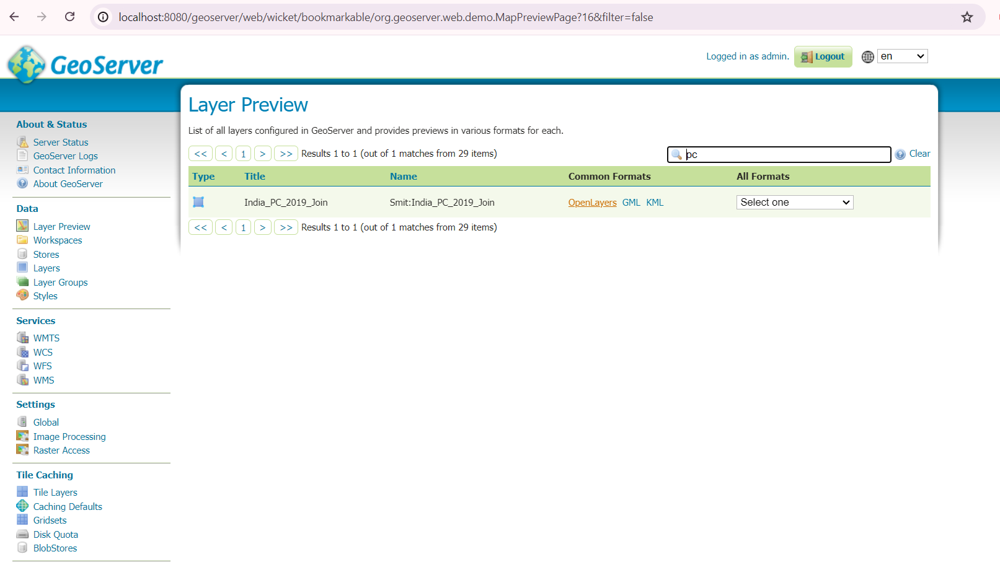 localhost:8080/geoserver/web/wicket/bookmarkable/org.geoserver.web.demo.MapPreviewPage?16&filter=false
GeoServer
Logged in as admin. Logout en
Layer Preview
List of all layers configured in GeoServer and provides previews in various formats for each.
<< < 1 > >> Results 1 to 1 (out of 1 matches from 29 items) pc Clear
Type Title Name Common Formats All Formats
India_PC_2019_Join Smit:India_PC_2019_Join OpenLayers GML KML Select one
<< < 1 > >> Results 1 to 1 (out of 1 matches from 29 items)
About & Status
Server Status
GeoServer Logs
Contact Information
About GeoServer
Data
Layer Preview
Workspaces
Stores
Layers
Layer Groups
Styles
Services
WMTS
WCS
WFS
WMS
Settings
Global
Image Processing
Raster Access
Tile Caching
Tile Layers
Caching Defaults
Gridsets
Disk Quota
BlobStores